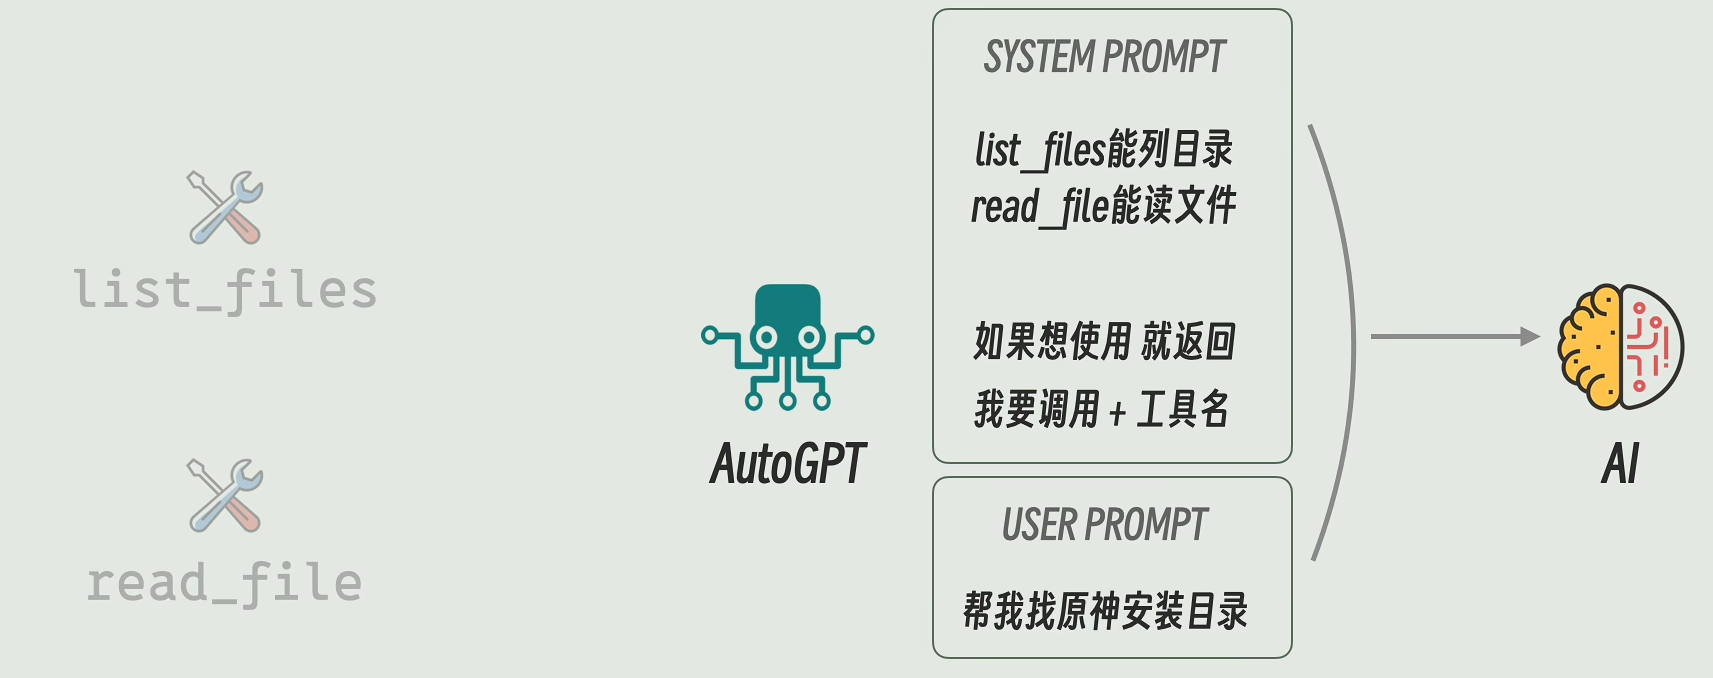 list_files
read_file
AutoGPT
SYSTEM PROMPT
list_files能列目录
read_file能读文件
如果想使用 就返回
我要调用 + 工具名
USER PROMPT
帮我找原神安装目录
AI